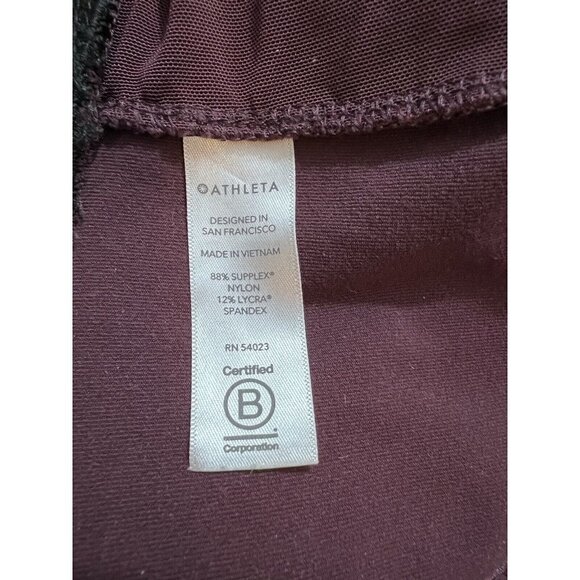 ATHLETA
DESIGNED IN
SAN FRANCISCO
MADE IN VIETNAM
88% SUPPLEX®
NYLON
12% LYCRA®
SPANDEX
RN 54023
Certified
B
Corporation